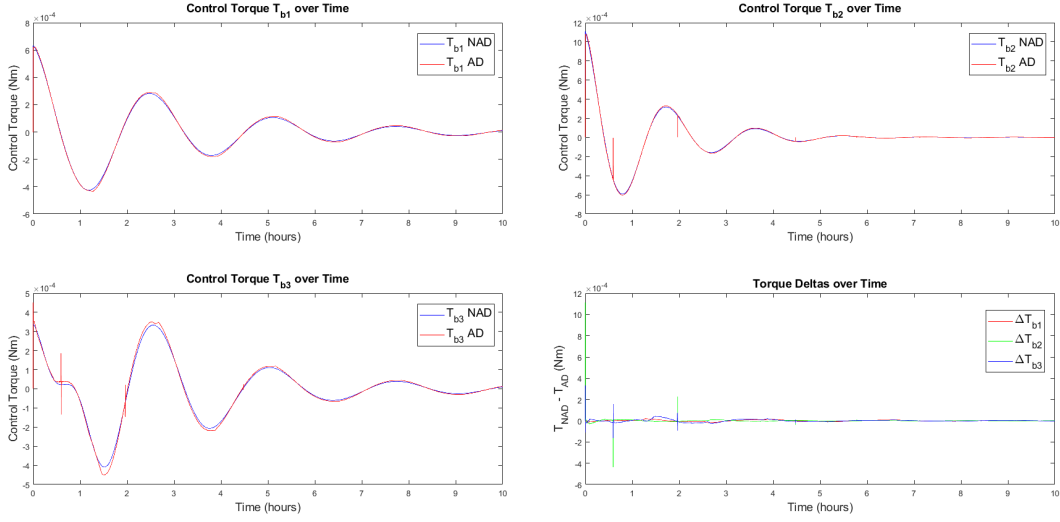 Control Torque T_b1 over Time
×10^-4
8
6
4
2
0
-2
-4
-6
Control Torque (Nm)
T_b1 NAD
T_b1 AD
0 1 2 3 4 5 6 7 8 9 10
Time (hours)
Control Torque T_b2 over Time
×10^-4
12
10
8
6
4
2
0
-2
-4
-6
-8
Control Torque (Nm)
T_b2 NAD
T_b2 AD
0 1 2 3 4 5 6 7 8 9 10
Time (hours)
Control Torque T_b3 over Time
×10^-4
5
4
3
2
1
0
-1
-2
-3
-4
-5
Control Torque (Nm)
T_b3 NAD
T_b3 AD
0 1 2 3 4 5 6 7 8 9 10
Time (hours)
Torque Deltas over Time
×10^-4
12
10
8
6
4
2
0
-2
-4
-6
T_NAD - T_AD (Nm)
ΔT_b1
ΔT_b2
ΔT_b3
0 1 2 3 4 5 6 7 8 9 10
Time (hours)